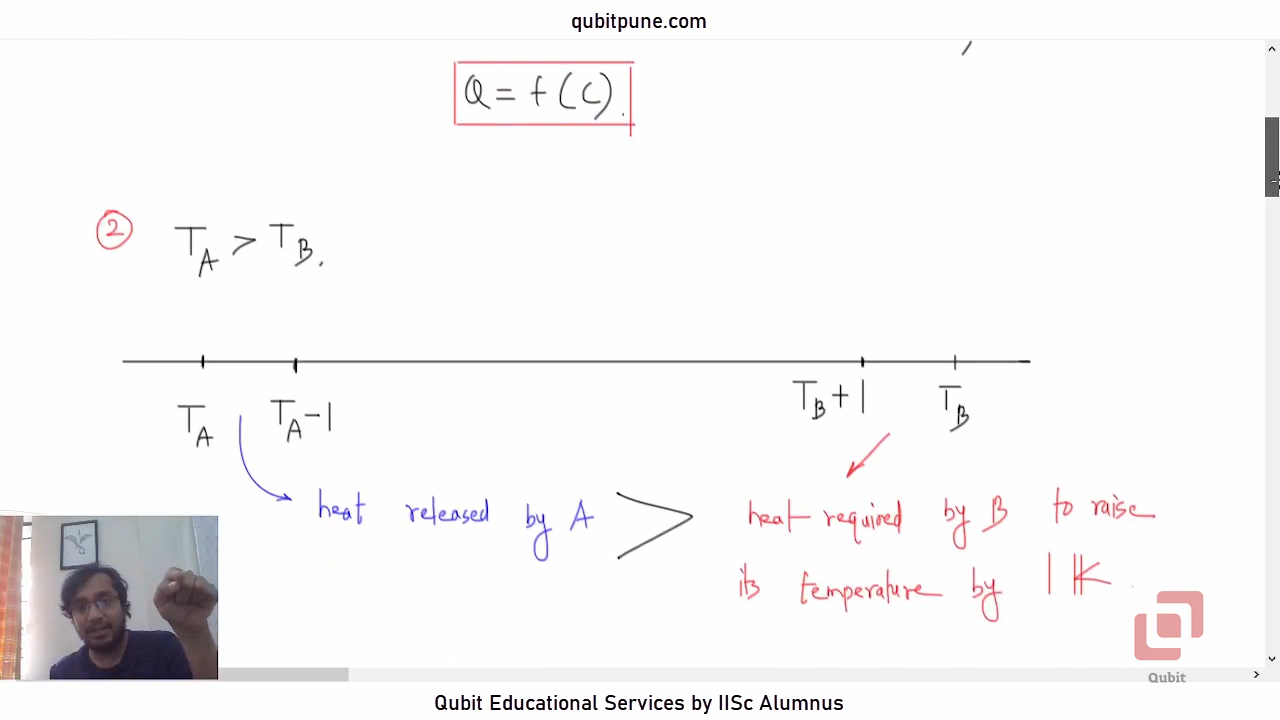 qubitpune.com
Q = f(C).
2 T_A > T_B.
T_A T_A-1 T_B+1 T_B
heat released by A > heat required by B to raise
its temperature by 1 K
Qubit
Qubit Educational Services by IISc Alumnus